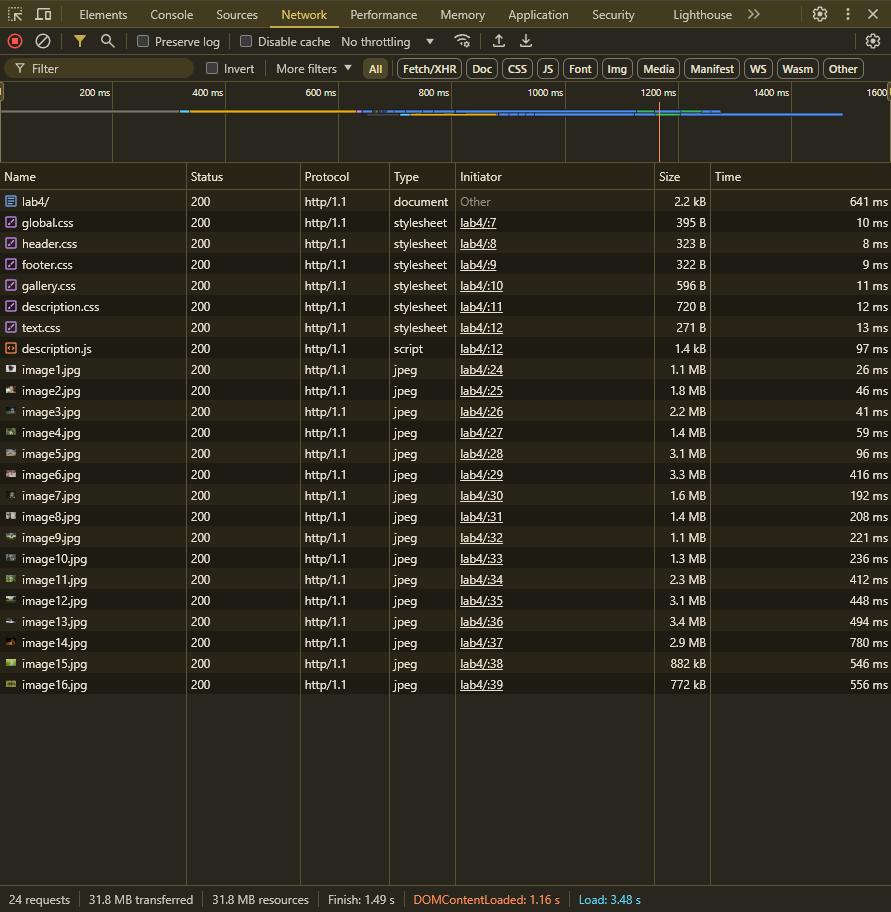 Elements Console Sources Network Performance Memory Application Security Lighthouse
Preserve log Disable cache No throttling
Filter Invert More filters All Fetch/XHR Doc CSS JS Font Img Media Manifest WS Wasm Other
200 ms 400 ms 600 ms 800 ms 1000 ms 1200 ms 1400 ms 1600
Name Status Protocol Type Initiator Size Time
lab4/ 200 http/1.1 document Other 2.2 kB 641 ms
global.css 200 http/1.1 stylesheet lab4/:7 395 B 10 ms
header.css 200 http/1.1 stylesheet lab4/:8 323 B 8 ms
footer.css 200 http/1.1 stylesheet lab4/:9 322 B 9 ms
gallery.css 200 http/1.1 stylesheet lab4/:10 596 B 11 ms
description.css 200 http/1.1 stylesheet lab4/:11 720 B 12 ms
text.css 200 http/1.1 stylesheet lab4/:12 271 B 13 ms
description.js 200 http/1.1 script lab4/:12 1.4 kB 97 ms
image1.jpg 200 http/1.1 jpeg lab4/:24 1.1 MB 26 ms
image2.jpg 200 http/1.1 jpeg lab4/:25 1.8 MB 46 ms
image3.jpg 200 http/1.1 jpeg lab4/:26 2.2 MB 41 ms
image4.jpg 200 http/1.1 jpeg lab4/:27 1.4 MB 59 ms
image5.jpg 200 http/1.1 jpeg lab4/:28 3.1 MB 96 ms
image6.jpg 200 http/1.1 jpeg lab4/:29 3.3 MB 416 ms
image7.jpg 200 http/1.1 jpeg lab4/:30 1.6 MB 192 ms
image8.jpg 200 http/1.1 jpeg lab4/:31 1.4 MB 208 ms
image9.jpg 200 http/1.1 jpeg lab4/:32 1.1 MB 221 ms
image10.jpg 200 http/1.1 jpeg lab4/:33 1.3 MB 236 ms
image11.jpg 200 http/1.1 jpeg lab4/:34 2.3 MB 412 ms
image12.jpg 200 http/1.1 jpeg lab4/:35 3.1 MB 448 ms
image13.jpg 200 http/1.1 jpeg lab4/:36 3.4 MB 494 ms
image14.jpg 200 http/1.1 jpeg lab4/:37 2.9 MB 780 ms
image15.jpg 200 http/1.1 jpeg lab4/:38 882 kB 546 ms
image16.jpg 200 http/1.1 jpeg lab4/:39 772 kB 556 ms
24 requests 31.8 MB transferred 31.8 MB resources Finish: 1.49 s DOMContentLoaded: 1.16 s Load: 3.48 s